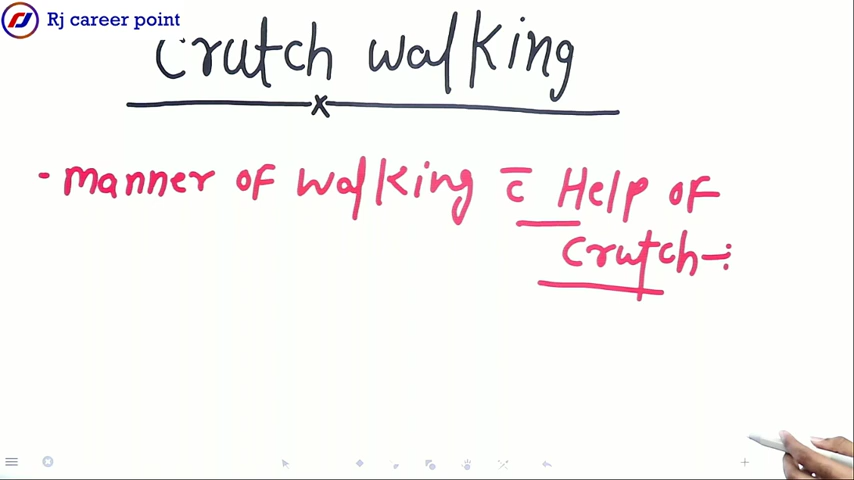 Rj career point
Crutch walking
x
- manner of walking c̄ Help of
Crutch-: